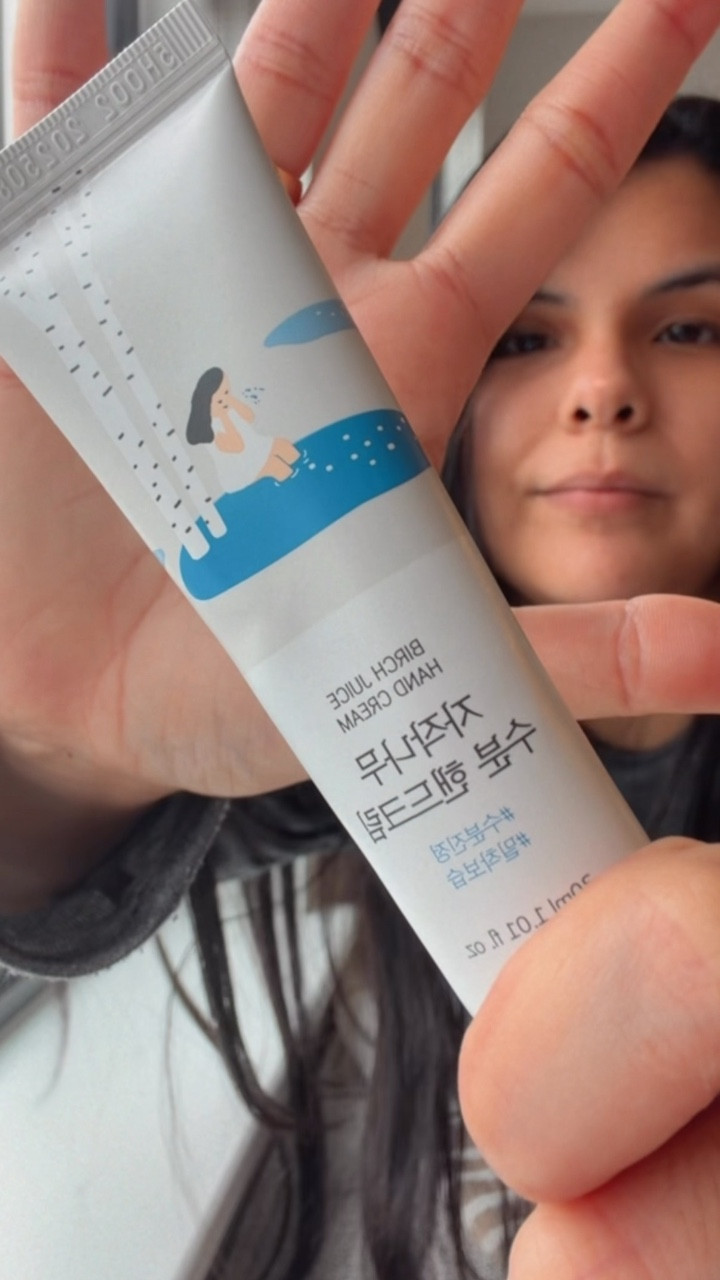 BIRCH JUICE
HAND CREAM
자작나무
수분 핸드크림
#수분진정
#밀착보습
30ml 1.01 fl. oz